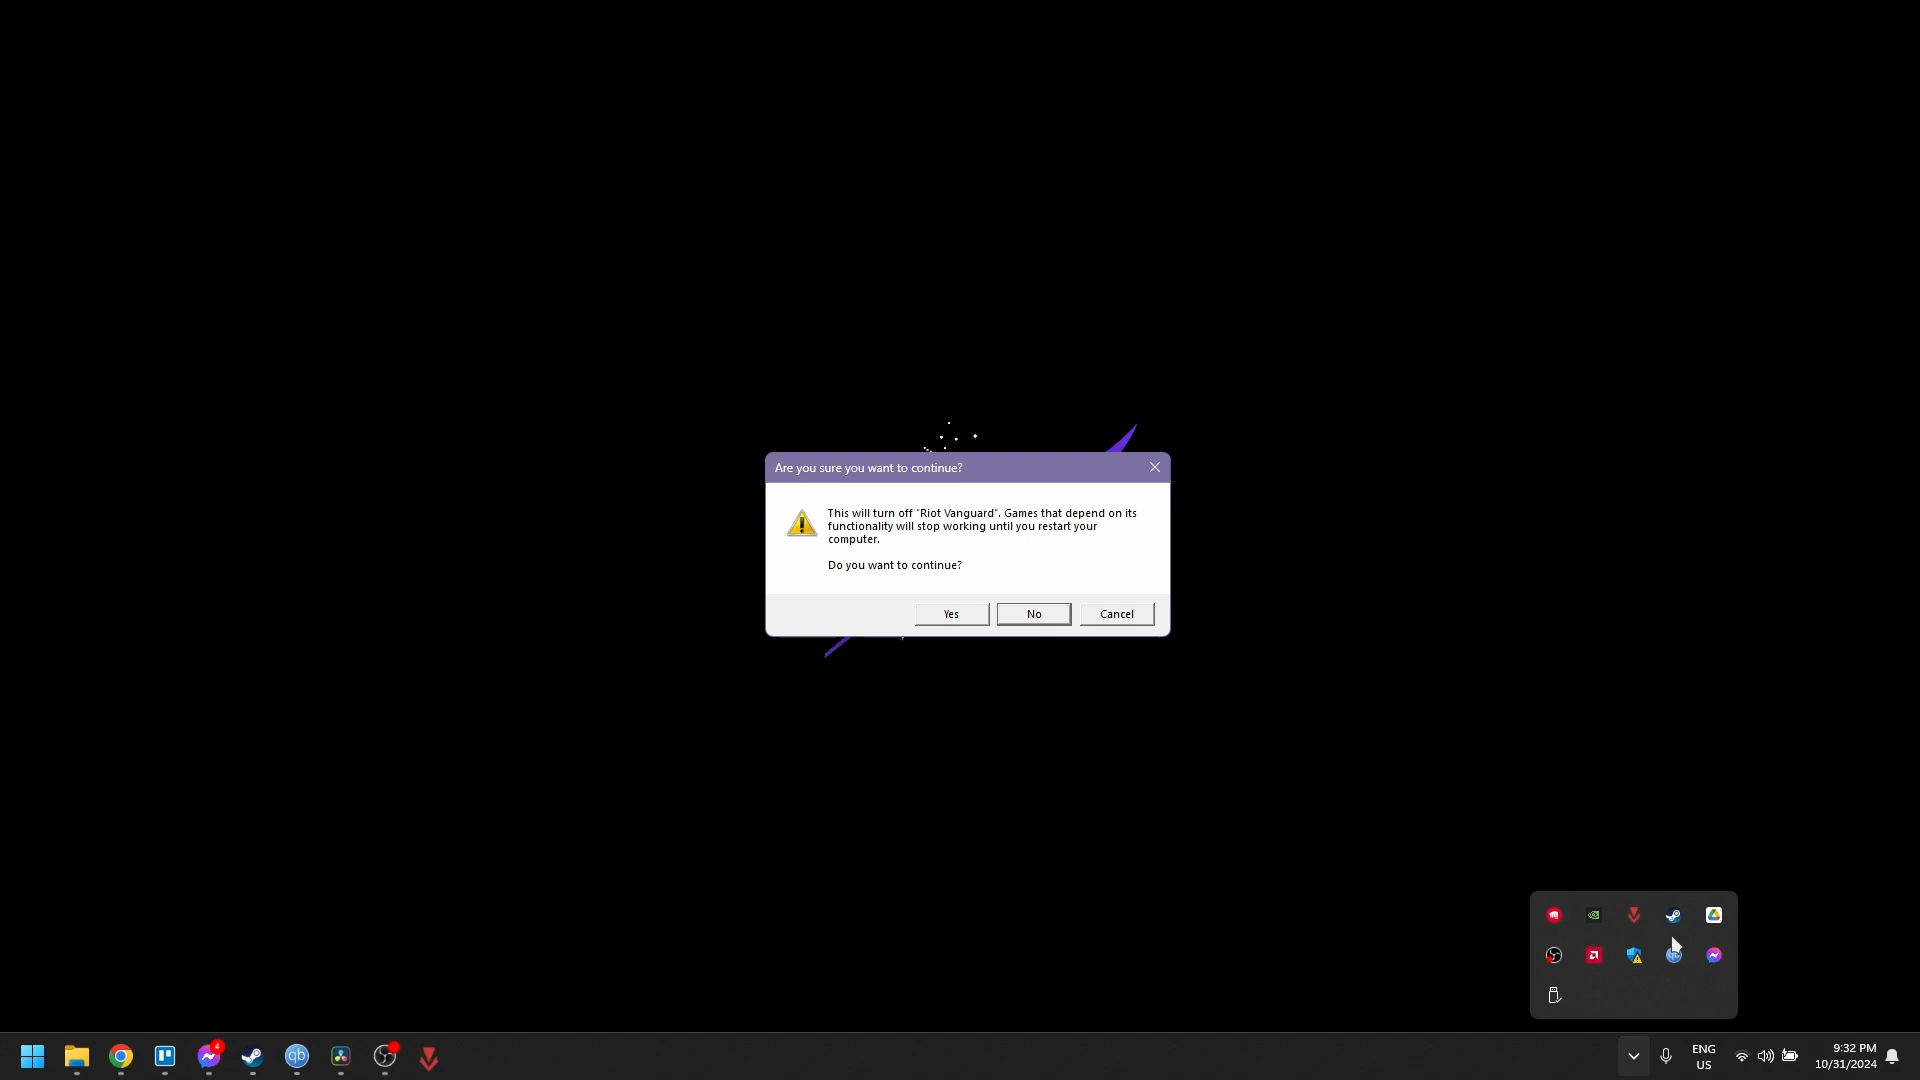 Are you sure you want to continue?
This will turn off "Riot Vanguard". Games that depend on its
functionality will stop working until you restart your
computer.
Do you want to continue?
Yes
No
Cancel
4
qb
ENG
US
9:32 PM
10/31/2024